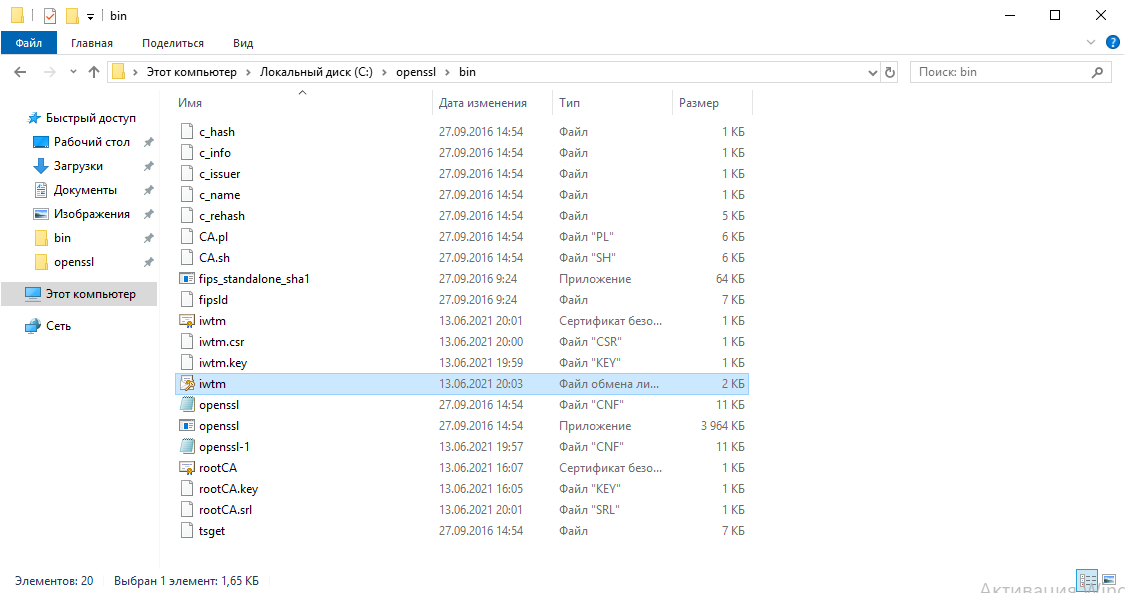 bin
Файл Главная Поделиться Вид
Этот компьютер Локальный диск (C:) openssl bin Поиск: bin
Имя Дата изменения Тип Размер
Быстрый доступ
Рабочий стол
Загрузки
Документы
Изображения
bin
openssl
Этот компьютер
Сеть
c_hash 27.09.2016 14:54 Файл 1 КБ
c_info 27.09.2016 14:54 Файл 1 КБ
c_issuer 27.09.2016 14:54 Файл 1 КБ
c_name 27.09.2016 14:54 Файл 1 КБ
c_rehash 27.09.2016 14:54 Файл 5 КБ
CA.pl 27.09.2016 14:54 Файл "PL" 6 КБ
CA.sh 27.09.2016 14:54 Файл "SH" 6 КБ
fips_standalone_sha1 27.09.2016 9:24 Приложение 64 КБ
fipsld 27.09.2016 9:24 Файл 7 КБ
iwtm 13.06.2021 20:01 Сертификат безо... 1 КБ
iwtm.csr 13.06.2021 20:00 Файл "CSR" 1 КБ
iwtm.key 13.06.2021 19:59 Файл "KEY" 1 КБ
iwtm 13.06.2021 20:03 Файл обмена ли... 2 КБ
openssl 27.09.2016 14:54 Файл "CNF" 11 КБ
openssl 27.09.2016 14:54 Приложение 3 964 КБ
openssl-1 13.06.2021 19:57 Файл "CNF" 11 КБ
rootCA 13.06.2021 16:07 Сертификат безо... 1 КБ
rootCA.key 13.06.2021 16:05 Файл "KEY" 1 КБ
rootCA.srl 13.06.2021 20:01 Файл "SRL" 1 КБ
tsget 27.09.2016 14:54 Файл 7 КБ
Элементов: 20 Выбран 1 элемент: 1,65 КБ
Активация